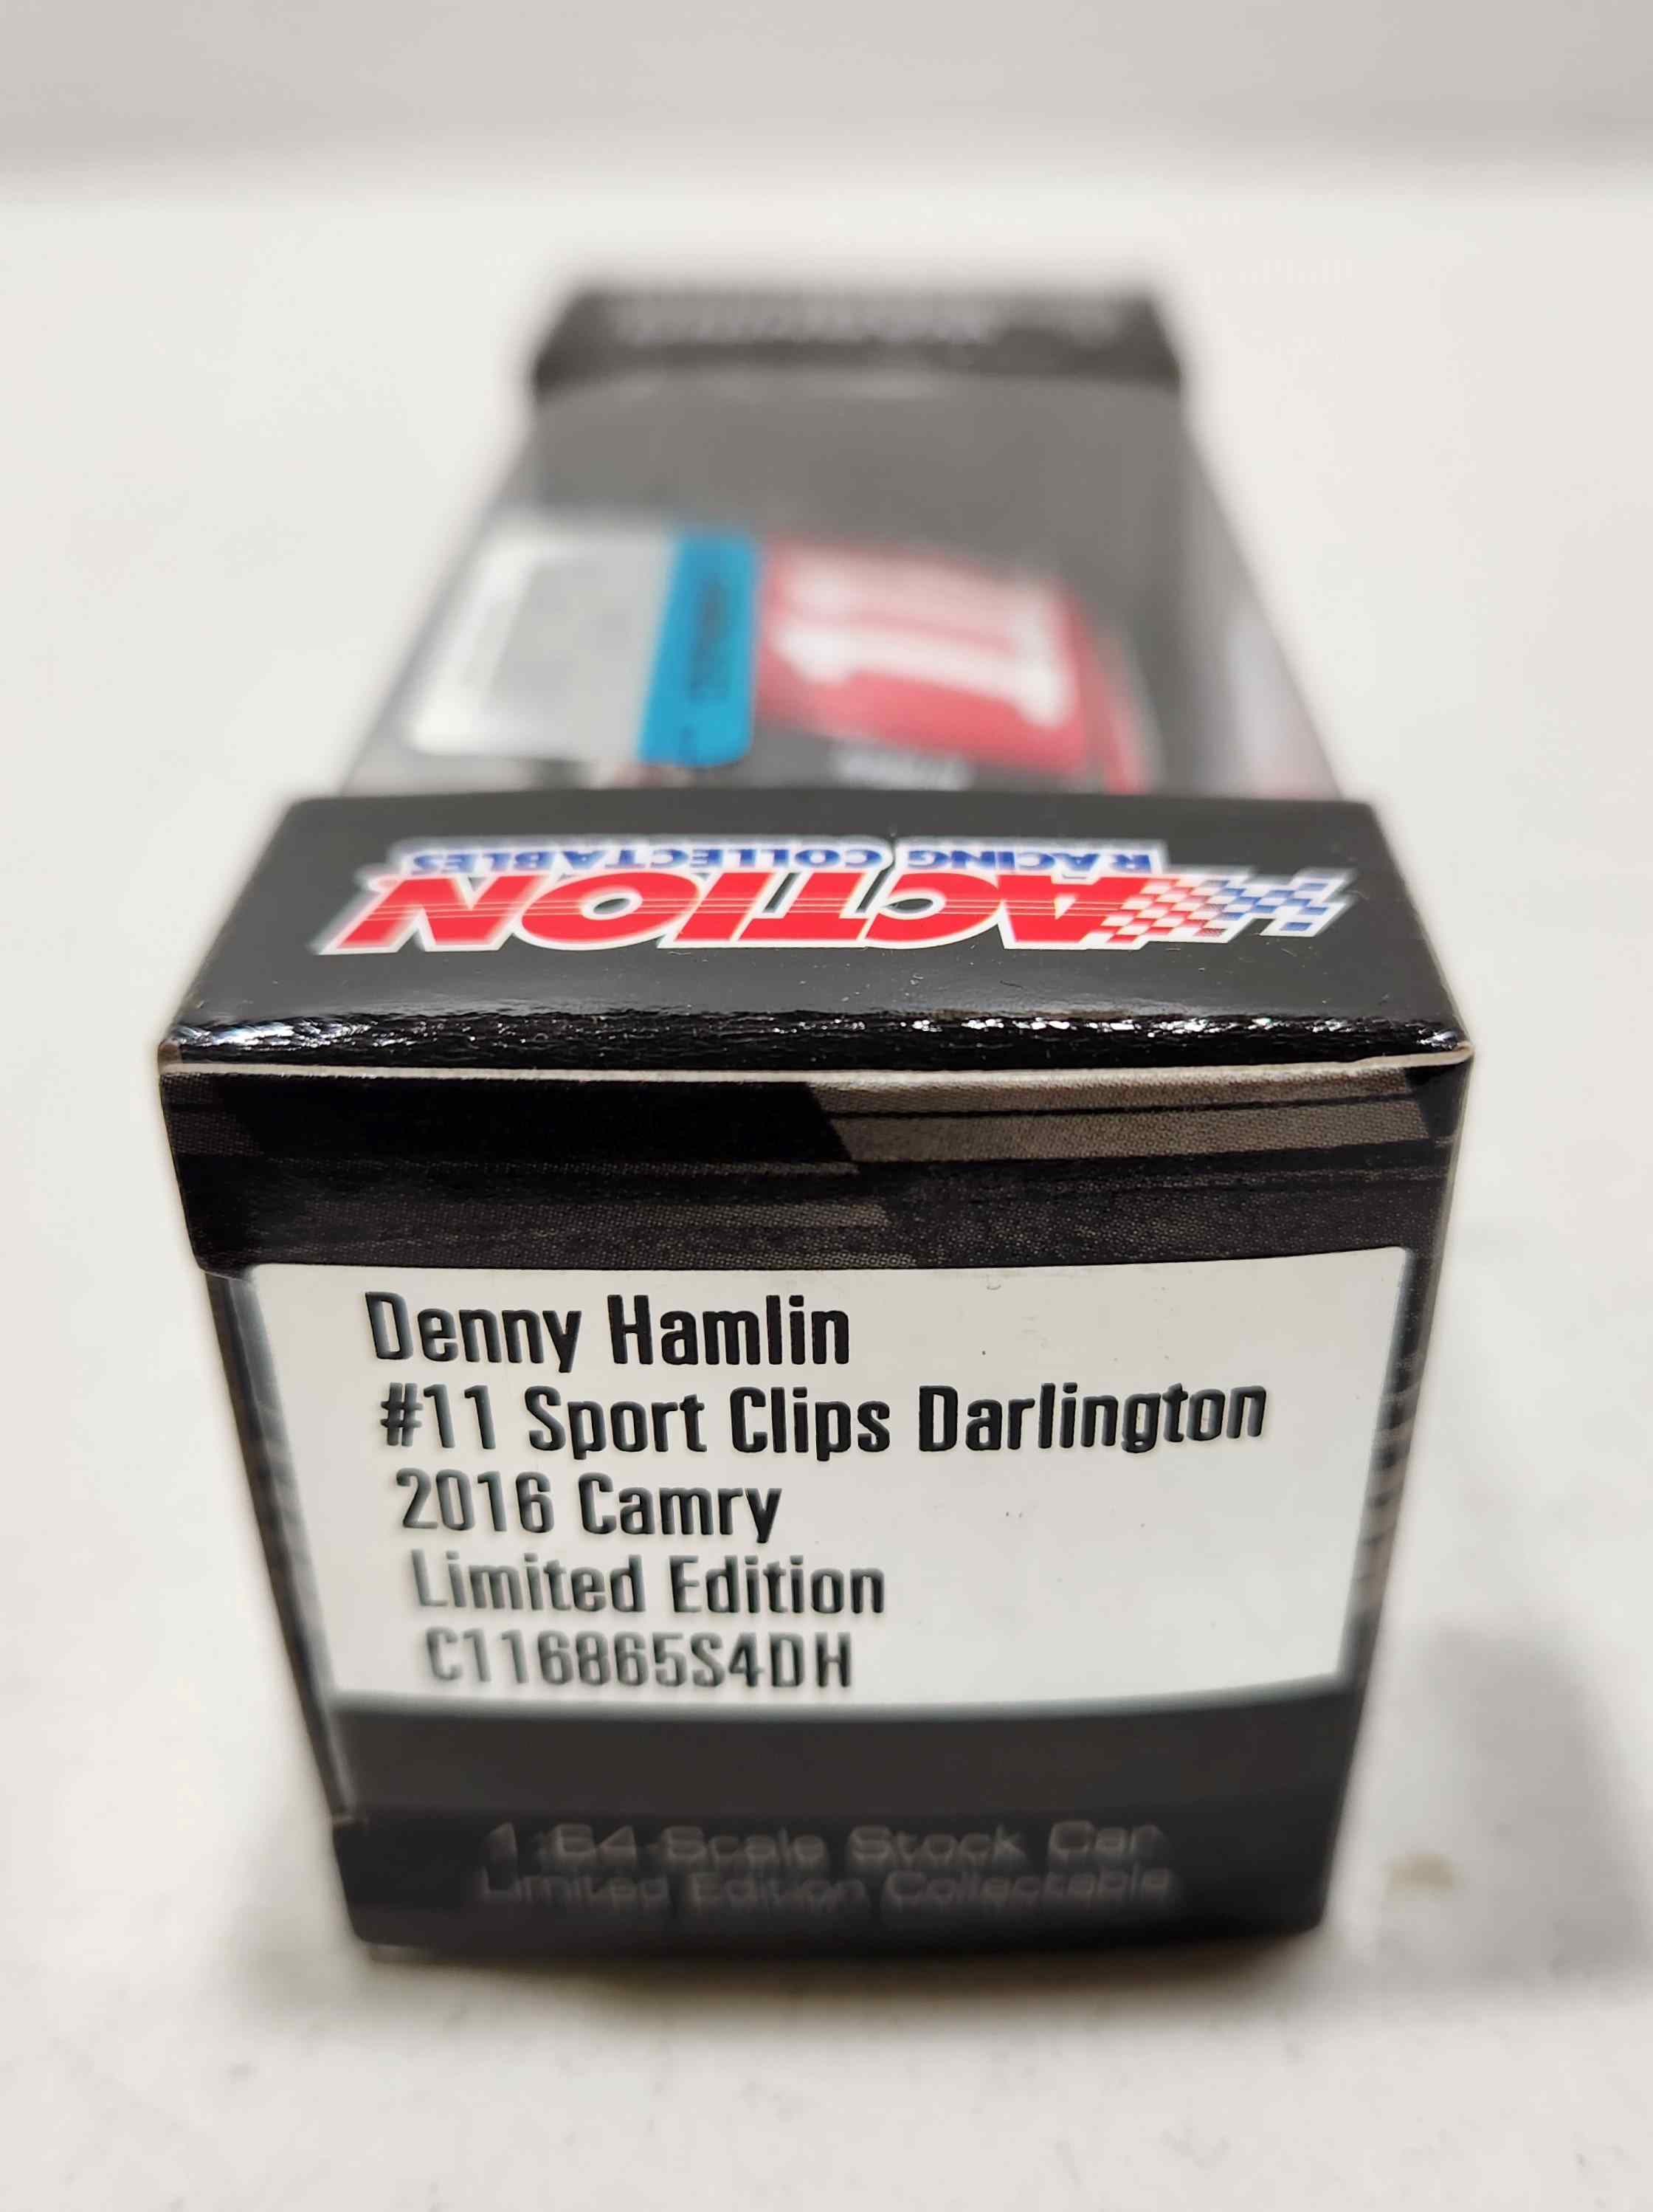 ACTION
RACING COLLECTABLES
Denny Hamlin
#11 Sport Clips Darlington
2016 Camry
Limited Edition
C116865S4DH
1:64-Scale Stock Car
Limited Edition Collectable
11